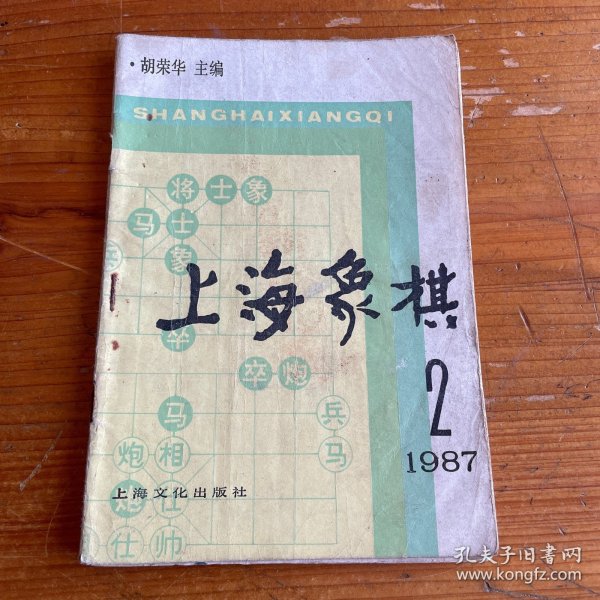 ·胡荣华 主编
SHANGHAIXIANGQI
将士象
马士
象
上海象棋
卒
卒炮
马
兵
2
炮相
马
1987
上海文化出版社
炮仕
仕帅
孔夫子旧书网
www.kongfz.com